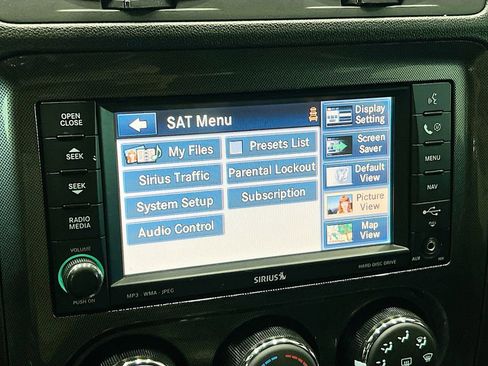 OPEN
CLOSE
SEEK
SEEK
RADIO
MEDIA
VOLUME
PUSH ON
SAT Menu
My Files
Presets List
Sirius Traffic
Parental Lockout
System Setup
Subscription
Audio Control
Display
Setting
Screen
Saver
Default
View
Picture
View
Map
View
MENU
NAV
AUX
MP3 · WMA · JPEG
SIRIUS
HARD-DISC DRIVE